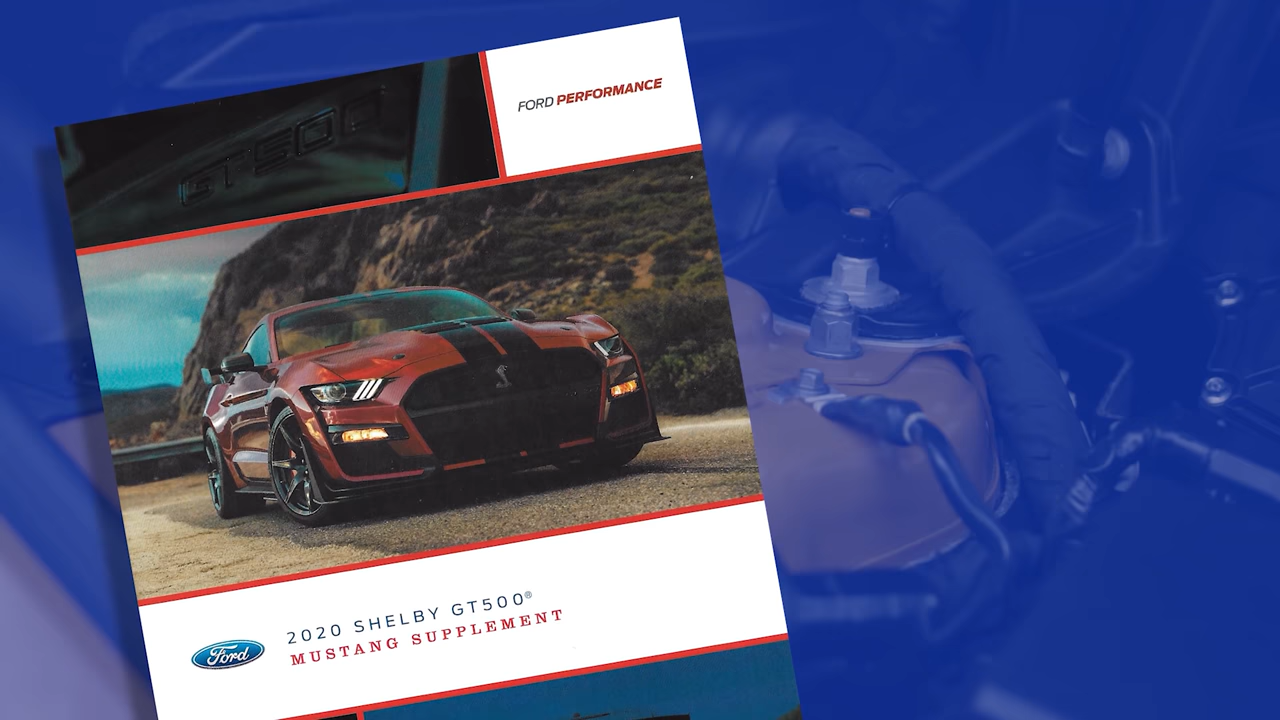 GT500
FORD PERFORMANCE
Ford
2020 SHELBY GT500®
MUSTANG SUPPLEMENT